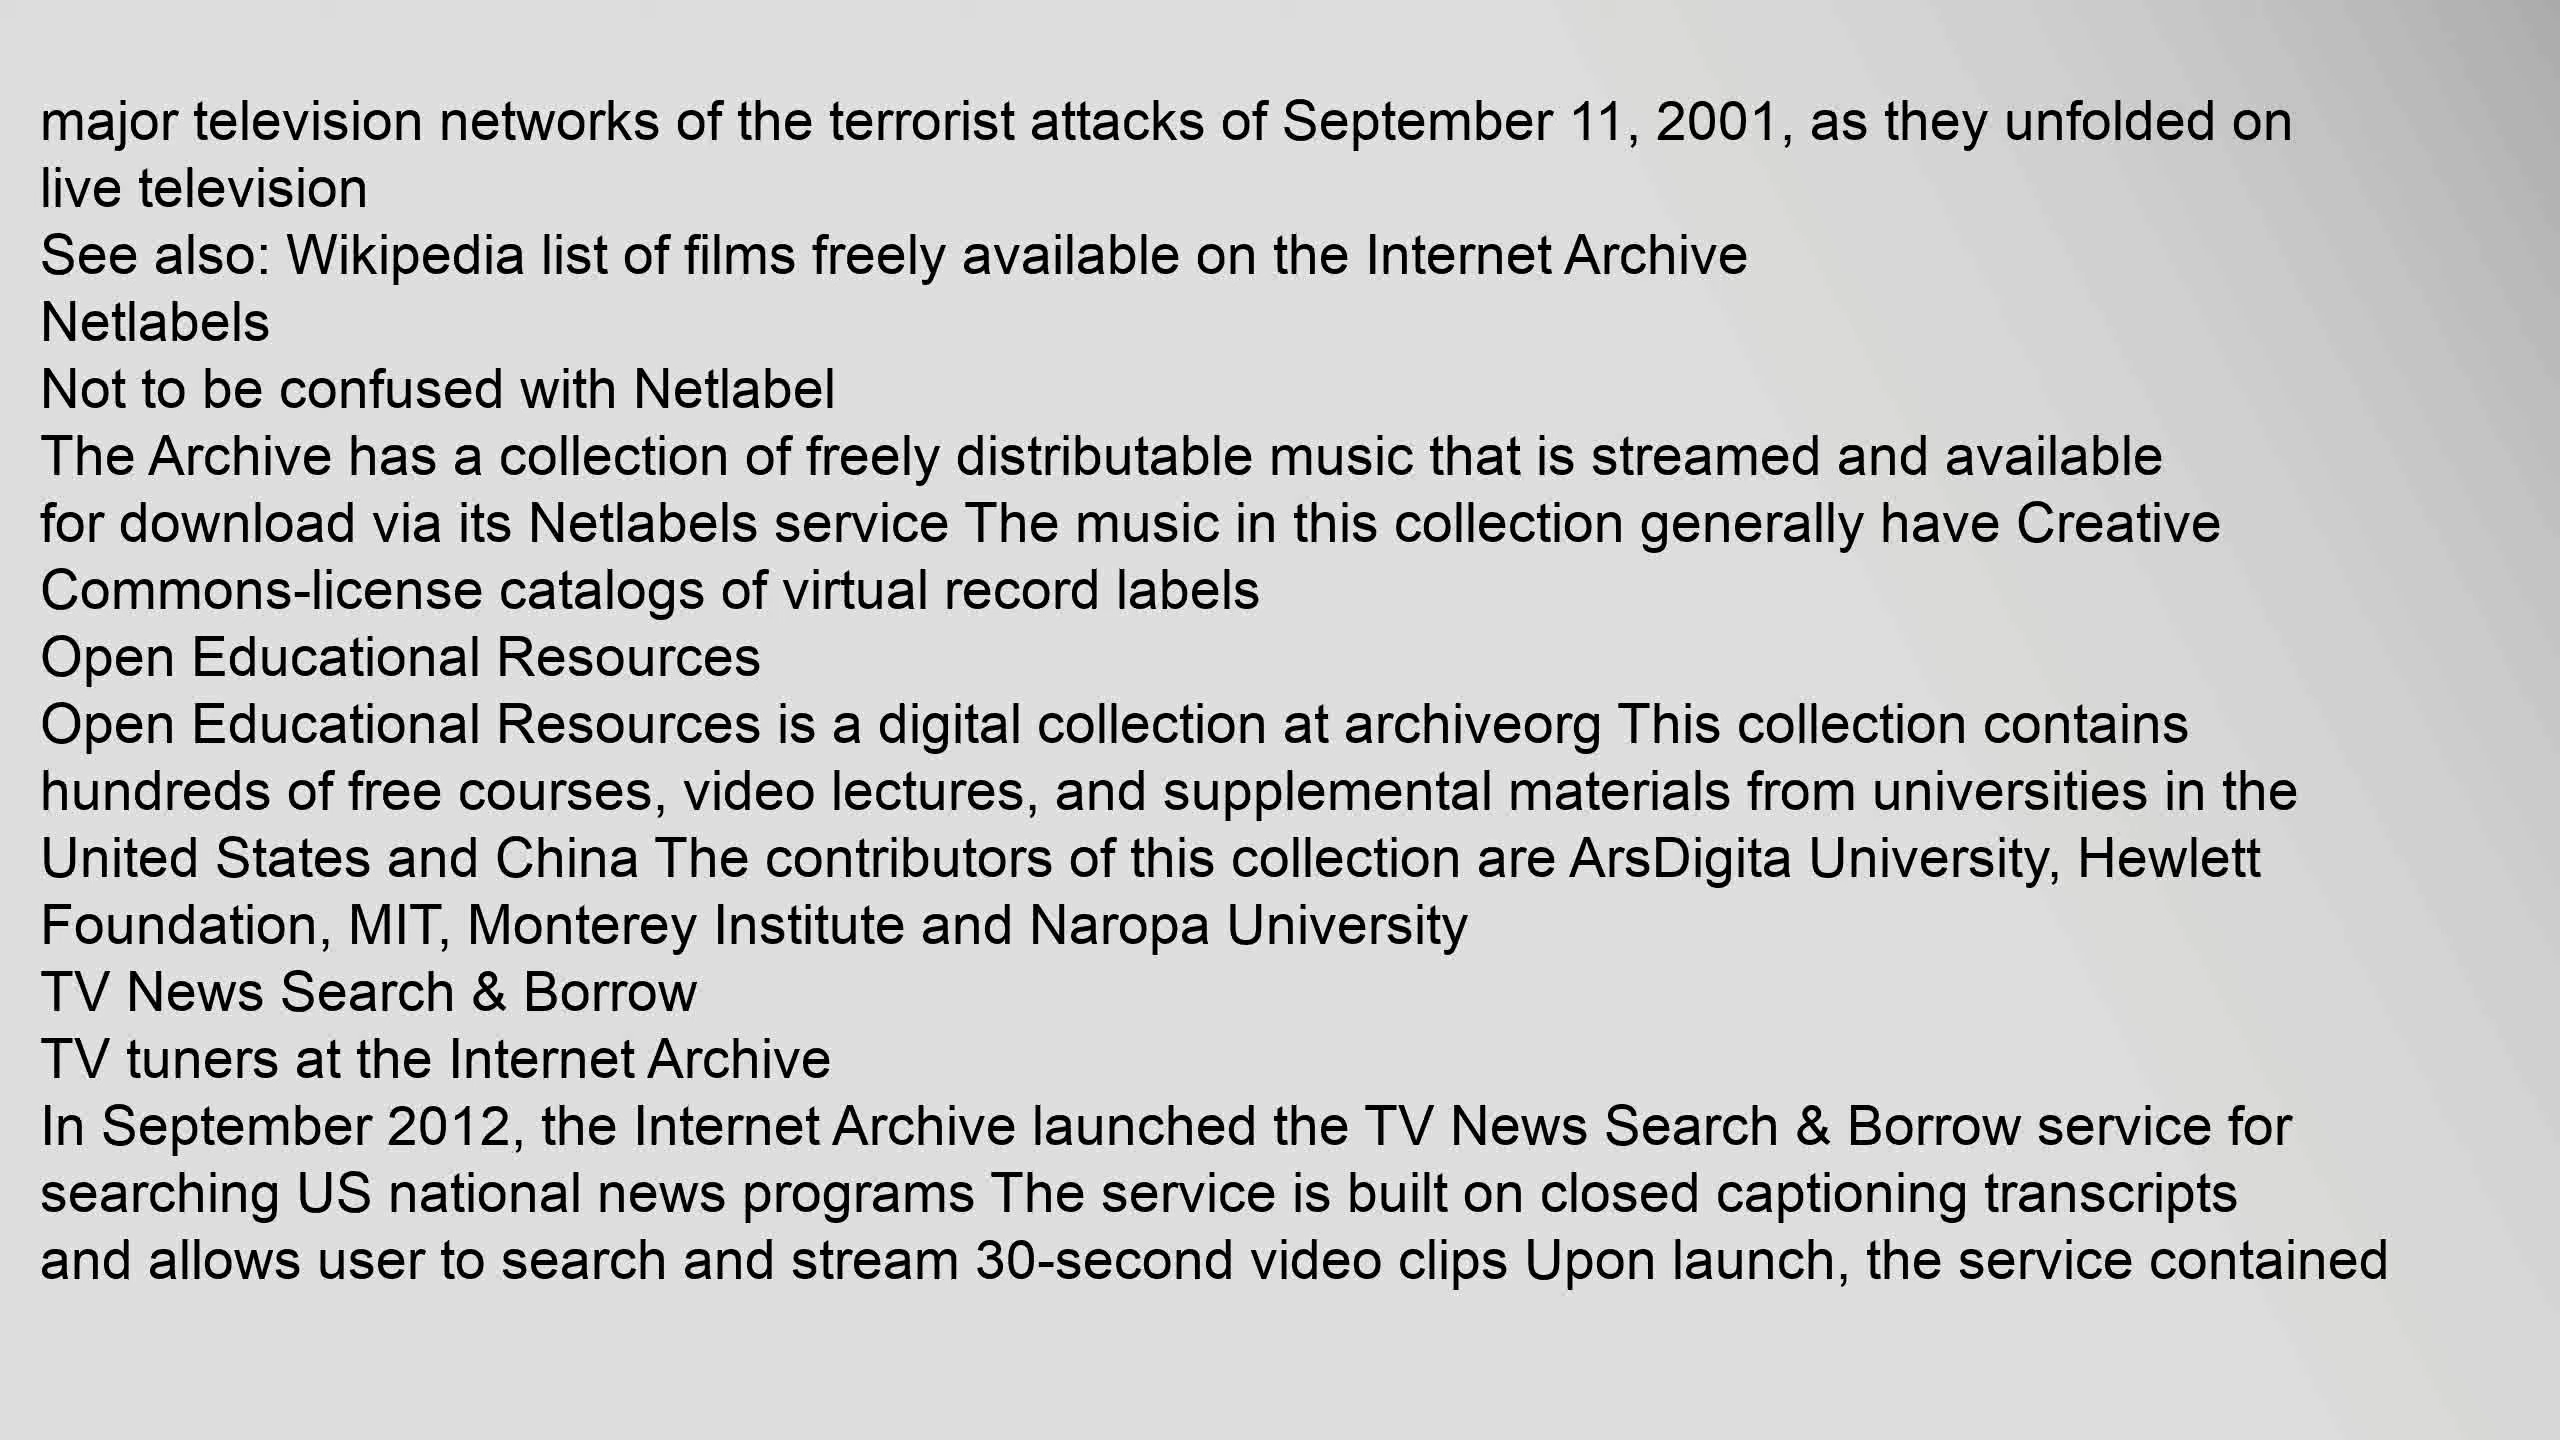 major television networks of the terrorist attacks of September 11, 2001, as they unfolded on
live television
See also: Wikipedia list of films freely available on the Internet Archive
Netlabels
Not to be confused with Netlabel
The Archive has a collection of freely distributable music that is streamed and available
for download via its Netlabels service The music in this collection generally have Creative
Commons-license catalogs of virtual record labels
Open Educational Resources
Open Educational Resources is a digital collection at archiveorg This collection contains
hundreds of free courses, video lectures, and supplemental materials from universities in the
United States and China The contributors of this collection are ArsDigita University, Hewlett
Foundation, MIT, Monterey Institute and Naropa University
TV News Search & Borrow
TV tuners at the Internet Archive
In September 2012, the Internet Archive launched the TV News Search & Borrow service for
searching US national news programs The service is built on closed captioning transcripts
and allows user to search and stream 30-second video clips Upon launch, the service contained